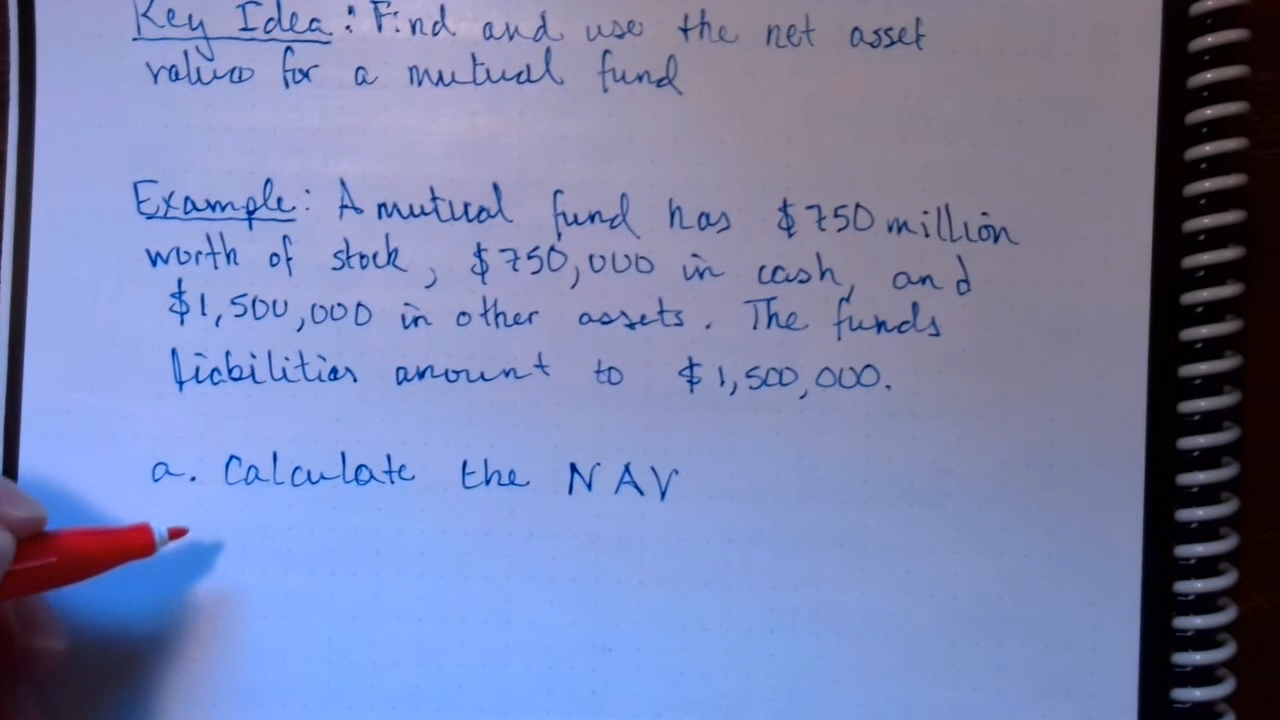 Key Idea: Find and use the net asset
value for a mutual fund
Example: A mutual fund has $750 million
worth of stock, $750,000 in cash, and
$1,500,000 in other assets. The funds
liabilities amount to $1,500,000.
a. Calculate the NAV